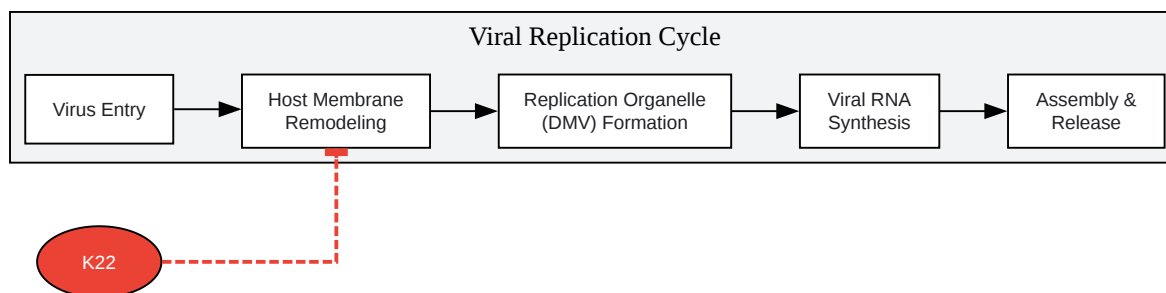 Viral Replication Cycle
Virus Entry
Host Membrane
Remodeling
Replication Organelle
(DMV) Formation
Viral RNA
Synthesis
Assembly &
Release
K22